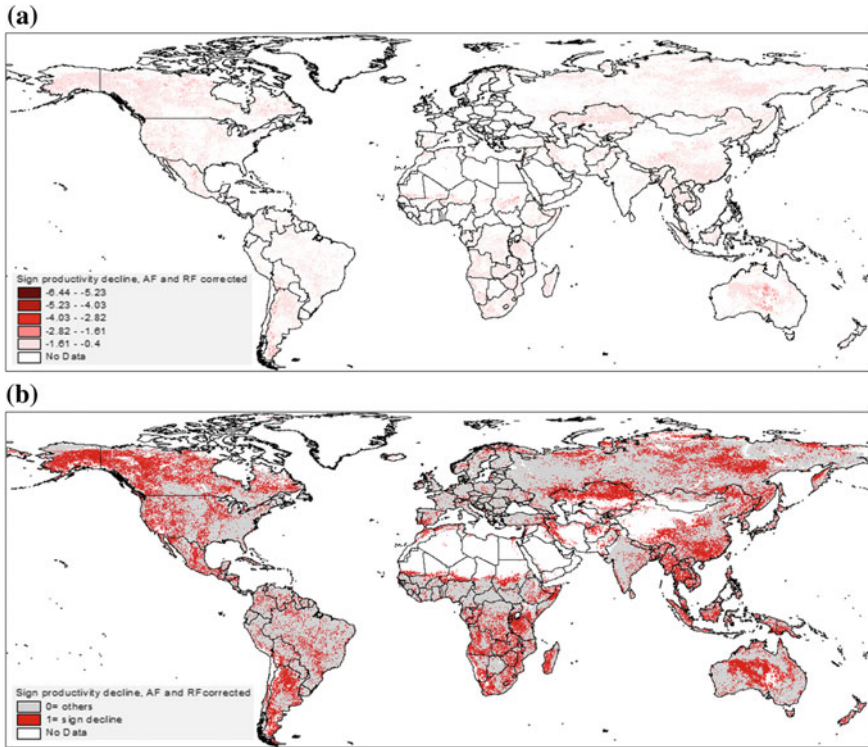 (a)
Sign productivity decline, AF and RF corrected
-6.44 - -5.23
-5.23 - -4.03
-4.03 - -2.82
-2.82 - -1.61
-1.61 - -0.4
No Data
(b)
Sign productivity decline, AF and RFcorrected
0= others
1= sign decline
No Data